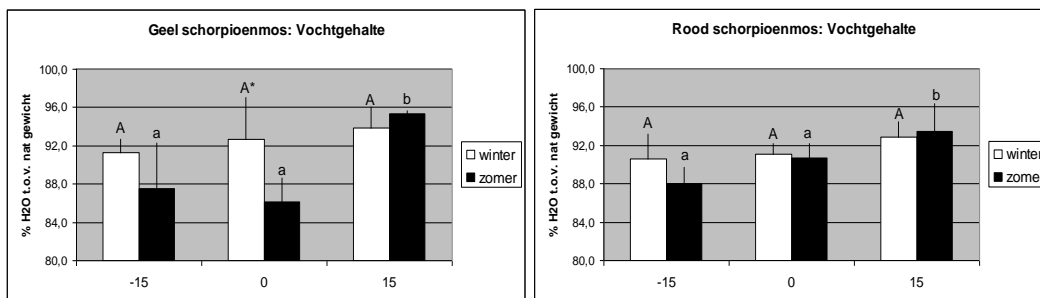 Geel schorpioenmos: Vochtgehalte
% H2O t.o.v. nat gewicht
100,0
96,0
92,0
88,0
84,0
80,0
A
a
A*
a
A
b
-15
0
15
winter
zomer
Rood schorpioenmos: Vochtgehalte
% H2O t.o.v. nat gewicht
100,0
96,0
92,0
88,0
84,0
80,0
A
a
A
a
A
b
-15
0
15
winter
zomer